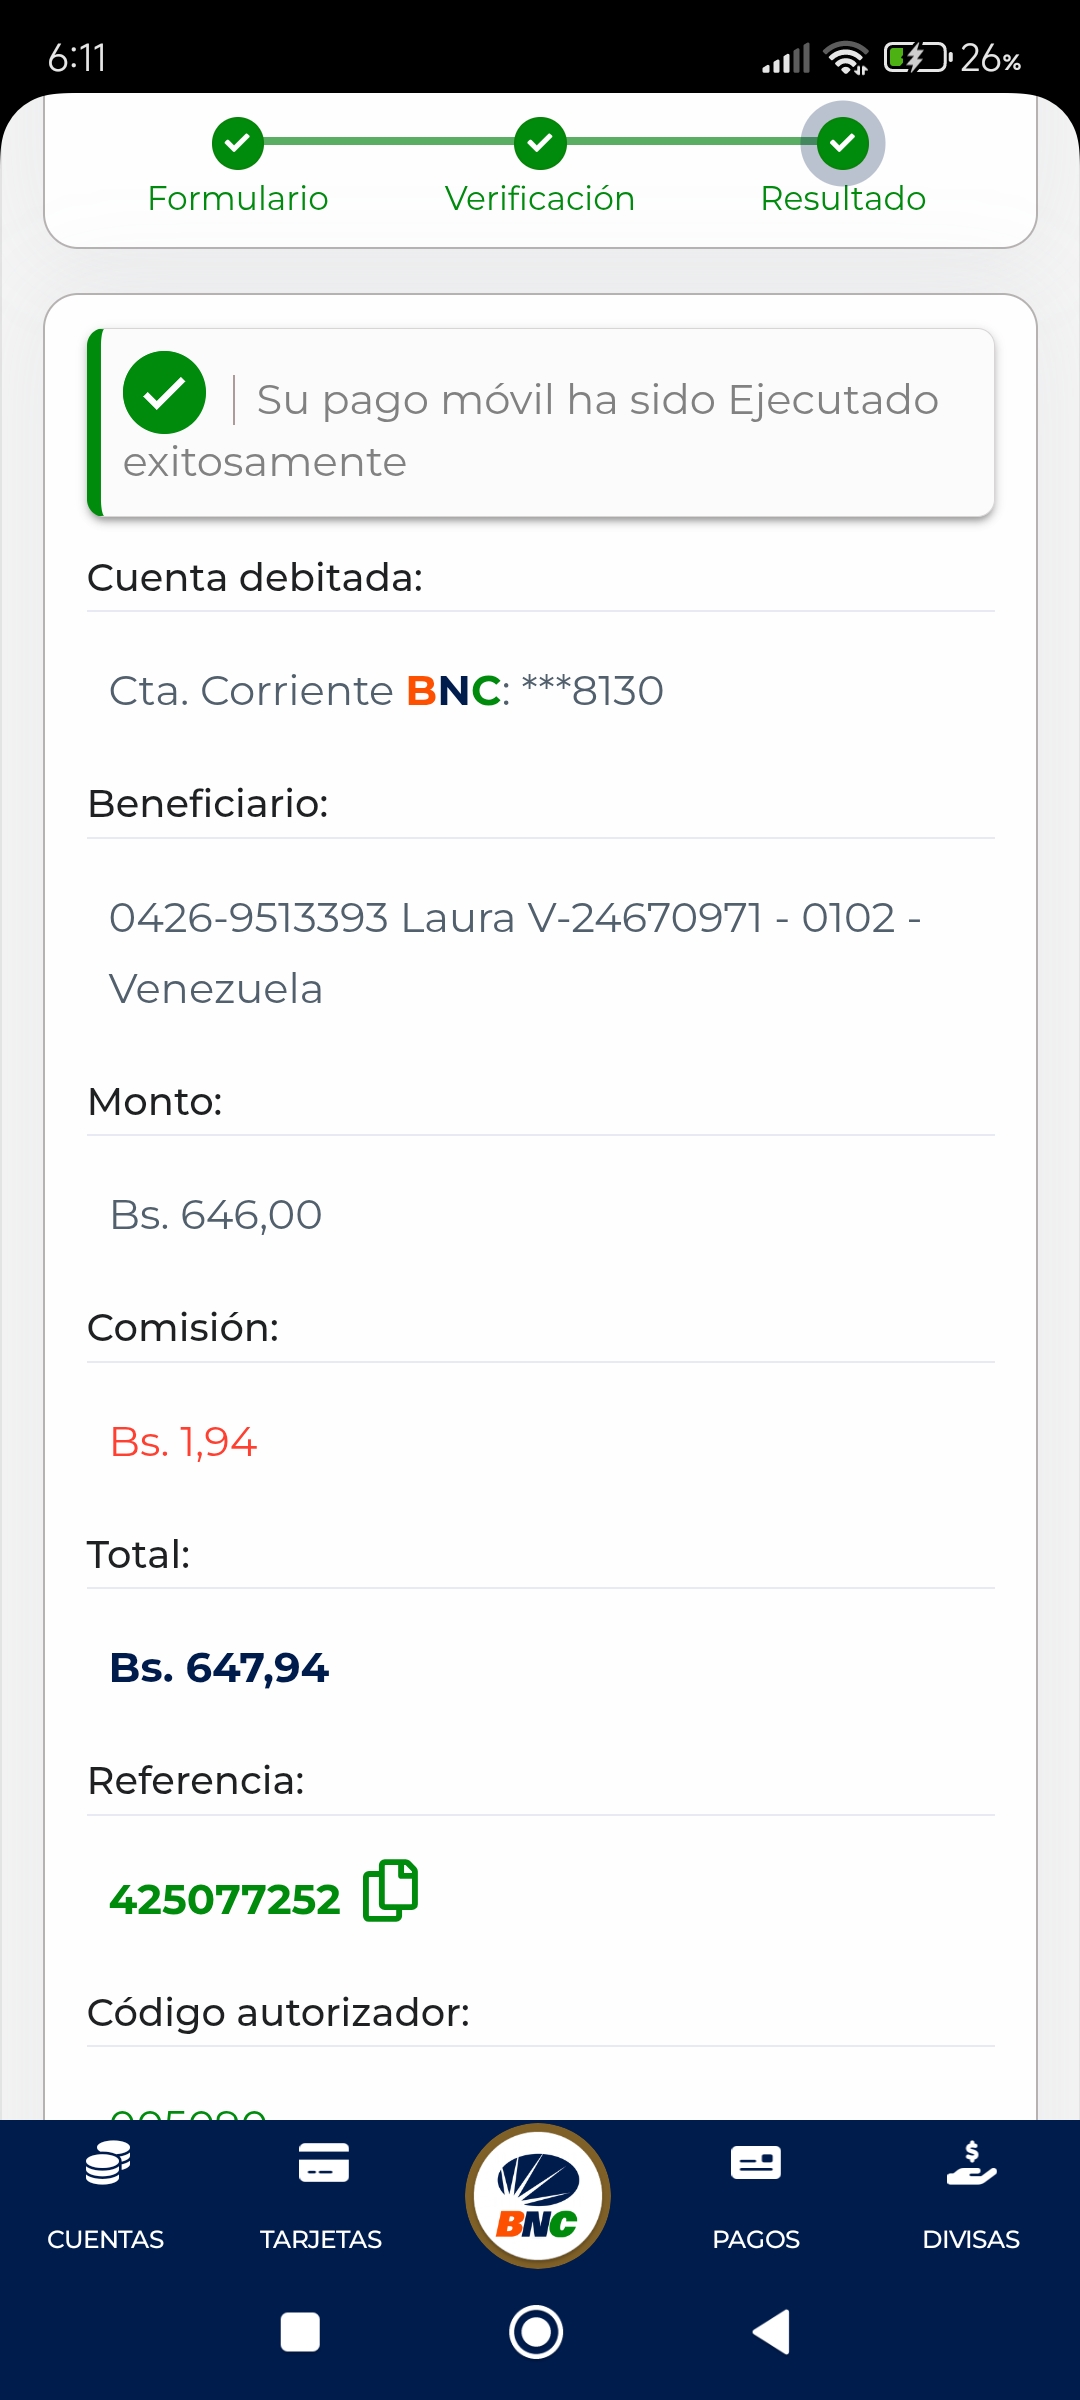 6:11
26%
Formulario
Verificación
Resultado
Su pago móvil ha sido Ejecutado
exitosamente
Cuenta debitada:
Cta. Corriente BNC: ***8130
Beneficiario:
0426-9513393 Laura V-24670971 - 0102 -
Venezuela
Monto:
Bs. 646,00
Comisión:
Bs. 1,94
Total:
Bs. 647,94
Referencia:
425077252
Código autorizador:
CUENTAS
TARJETAS
BNC
PAGOS
DIVISAS